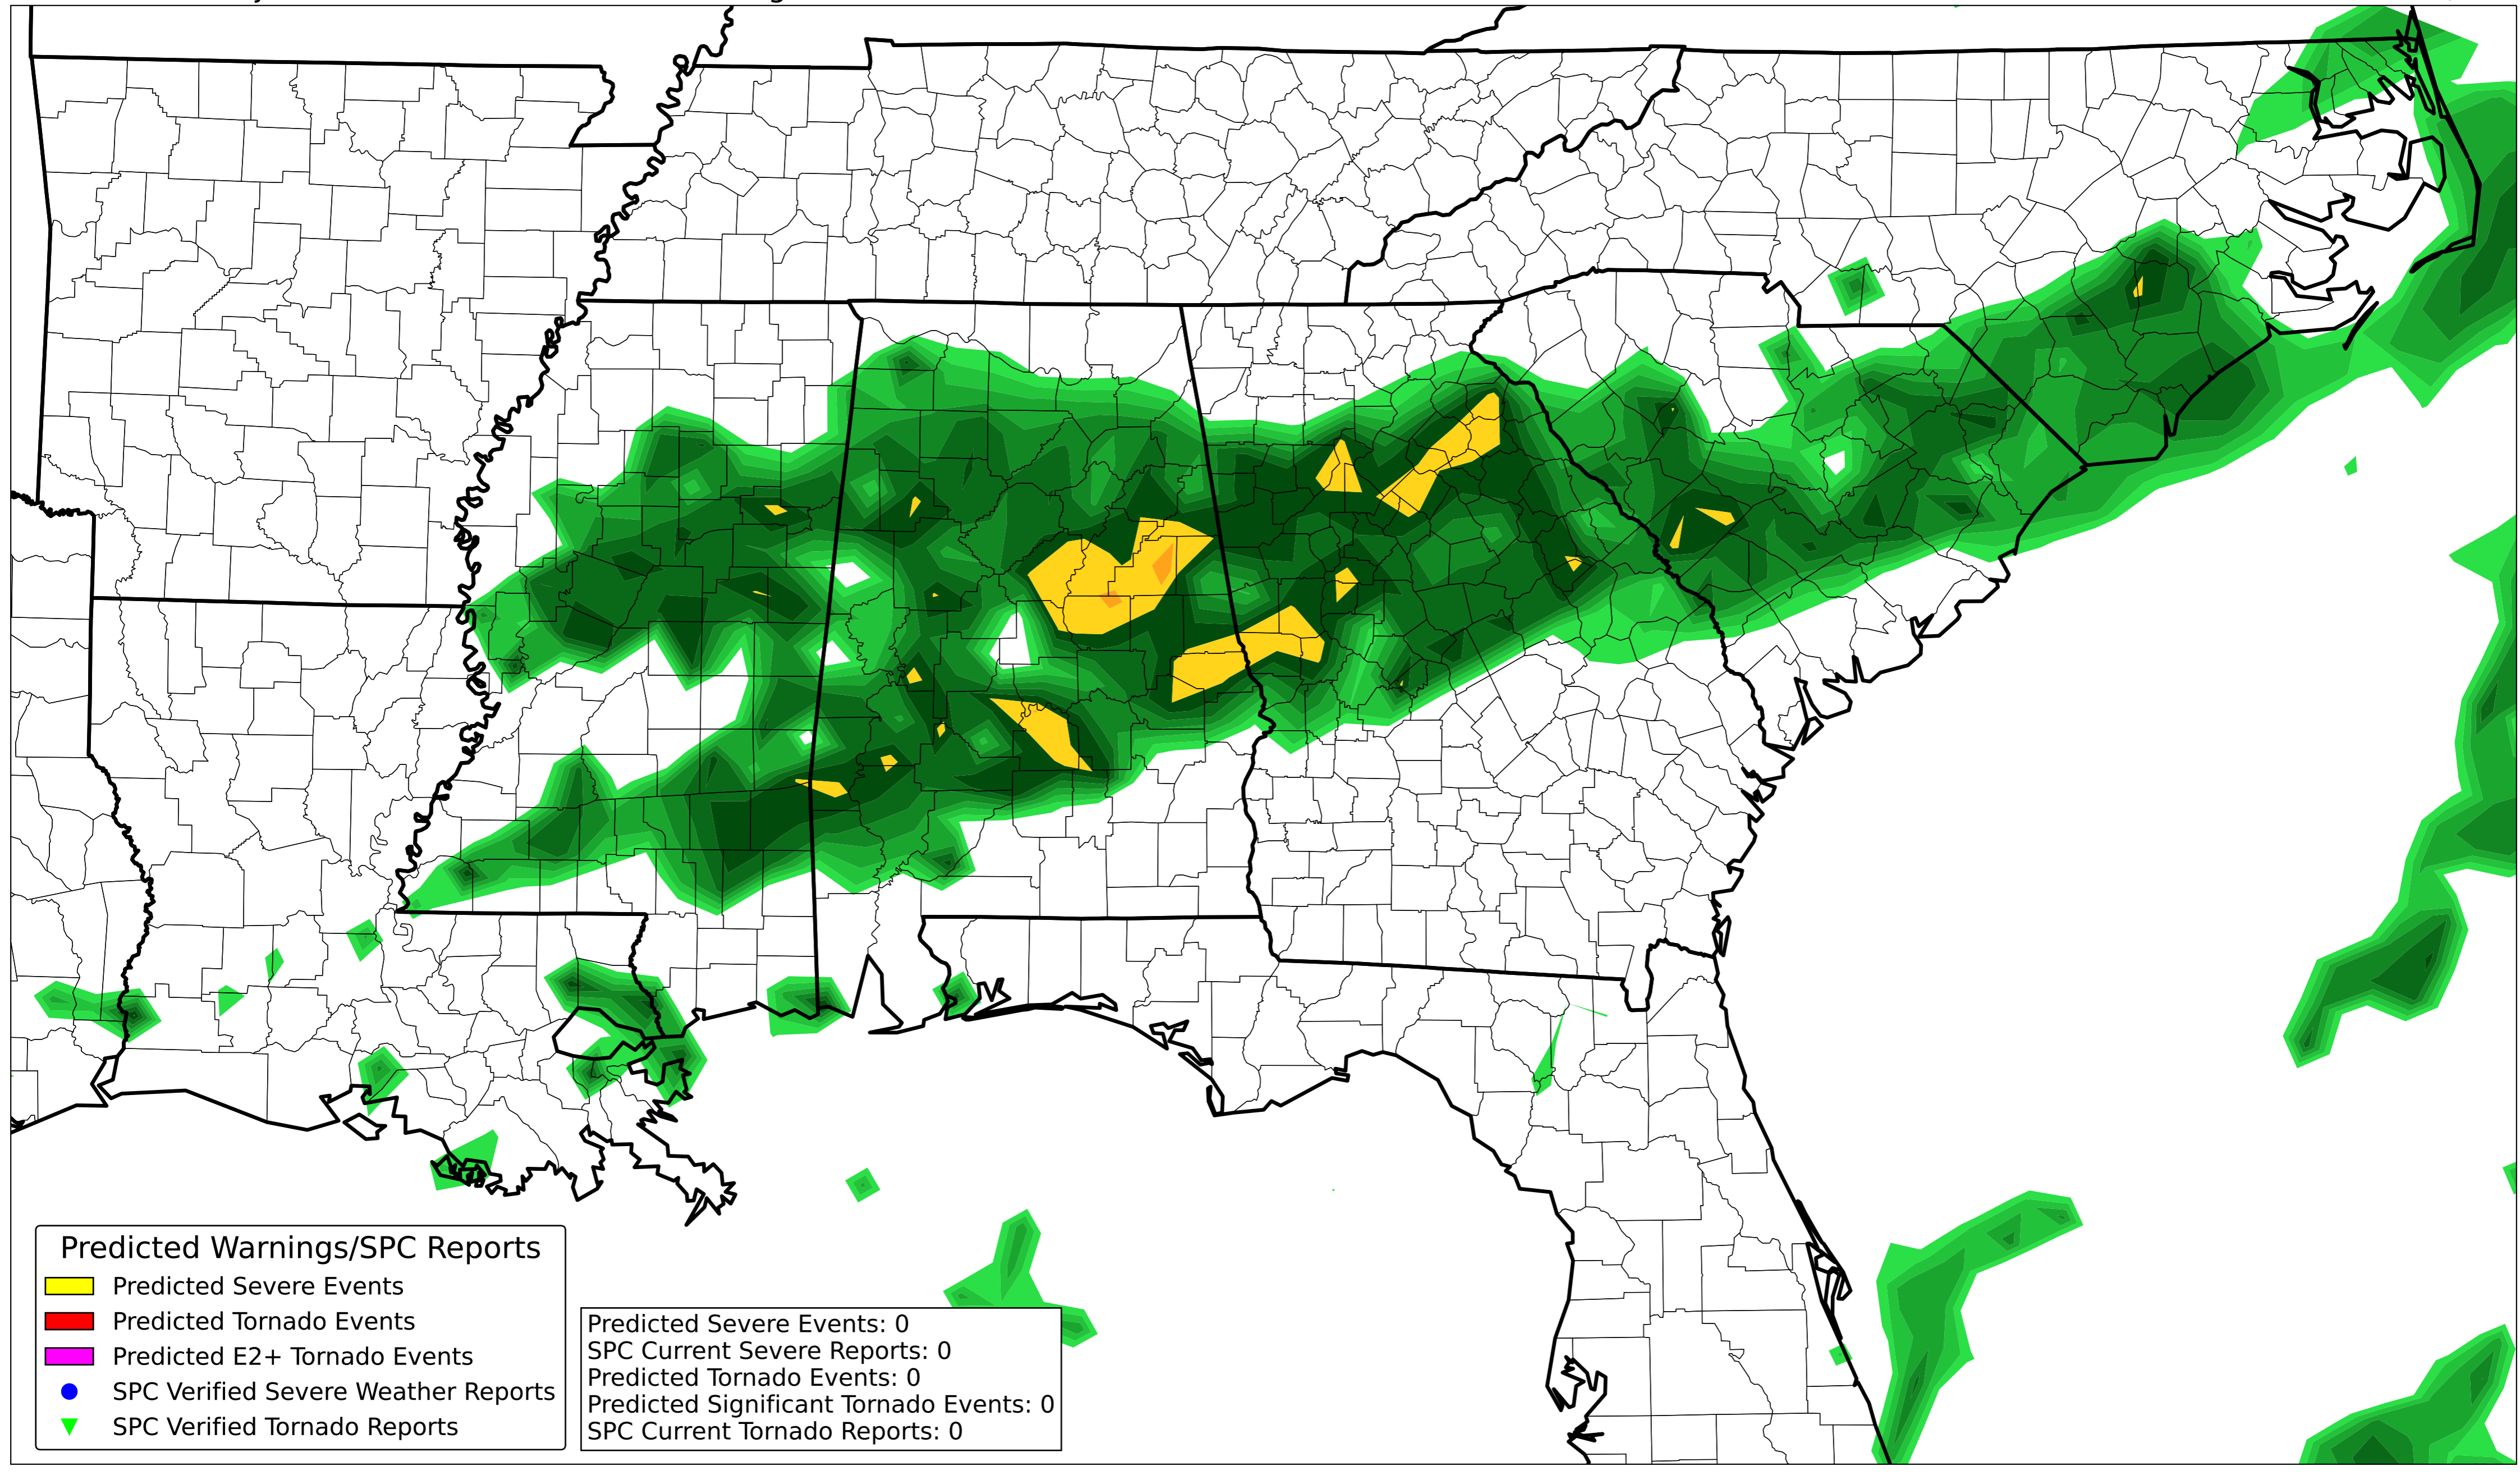 Predicted Warnings/SPC Reports
Predicted Severe Events
Predicted Tornado Events
Predicted E2+ Tornado Events
SPC Verified Severe Weather Reports
SPC Verified Tornado Reports
Predicted Severe Events: 0
SPC Current Severe Reports: 0
Predicted Tornado Events: 0
Predicted Significant Tornado Events: 0
SPC Current Tornado Reports: 0